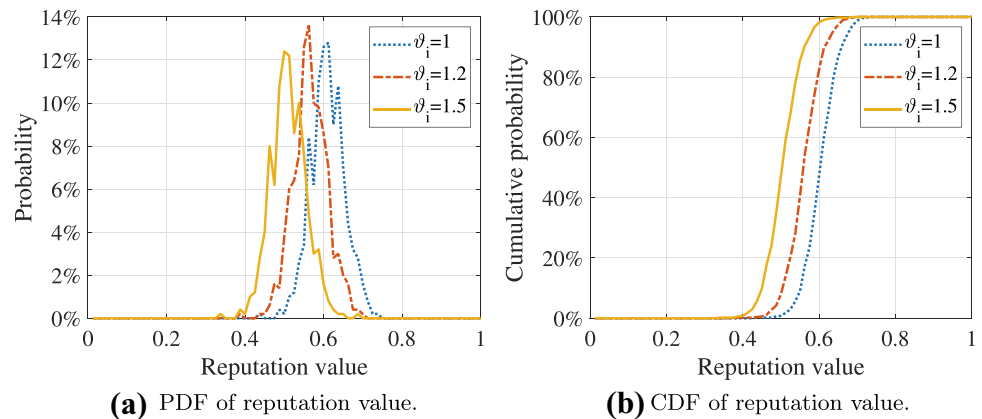 14%
12%
10%
8%
6%
4%
2%
0%
Probability
0
0.2
0.4
0.6
0.8
1
Reputation value
ϑi=1
ϑi=1.2
ϑi=1.5
(a) PDF of reputation value.
100%
80%
60%
40%
20%
0%
Cumulative probability
0
0.2
0.4
0.6
0.8
1
Reputation value
ϑi=1
ϑi=1.2
ϑi=1.5
(b) CDF of reputation value.